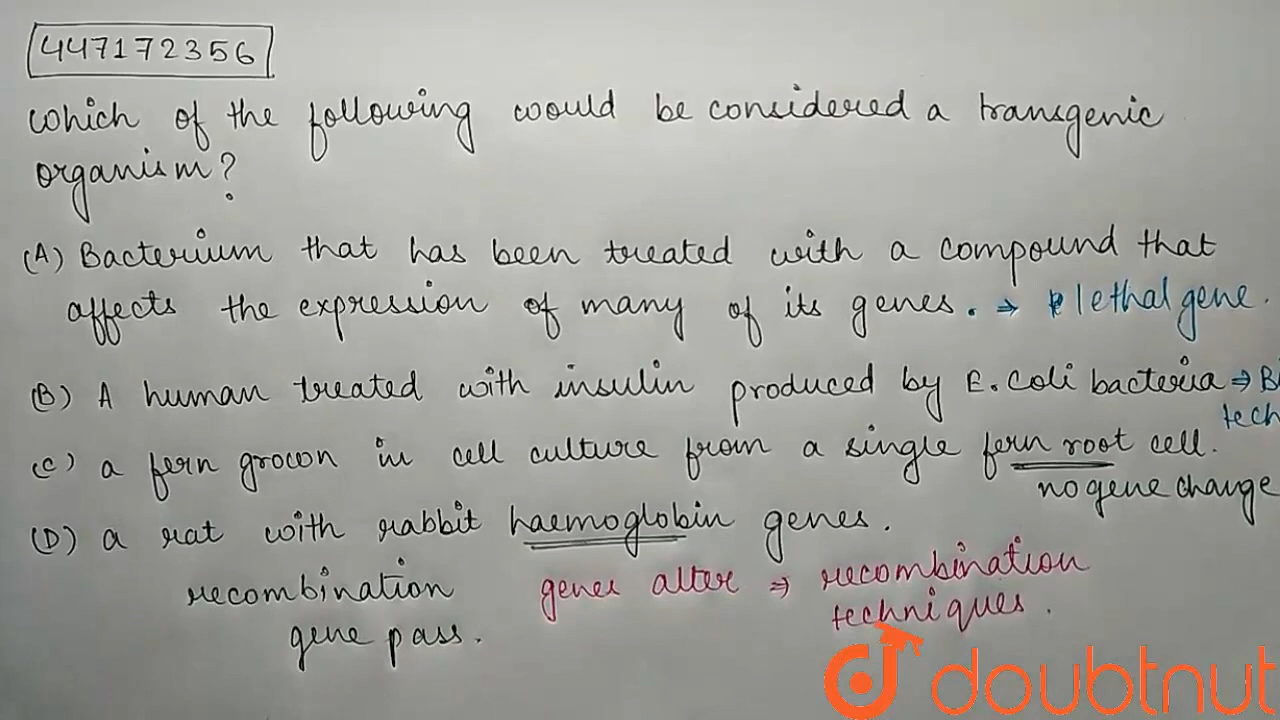 447172356
which of the following would be considered a transgenic
organism?
(A) Bacterium that has been treated with a compound that
affects the expression of many of its genes. ⇒ lethal gene.
(B) A human treated with insulin produced by E. Coli bacteria ⇒ B
tech
(C) a fern grown in cell culture from a single fern root cell.
no gene change
(D) a rat with rabbit haemoglobin genes.
recombination genes alter ⇒ recombination
gene pass. techniques.
doubtnut